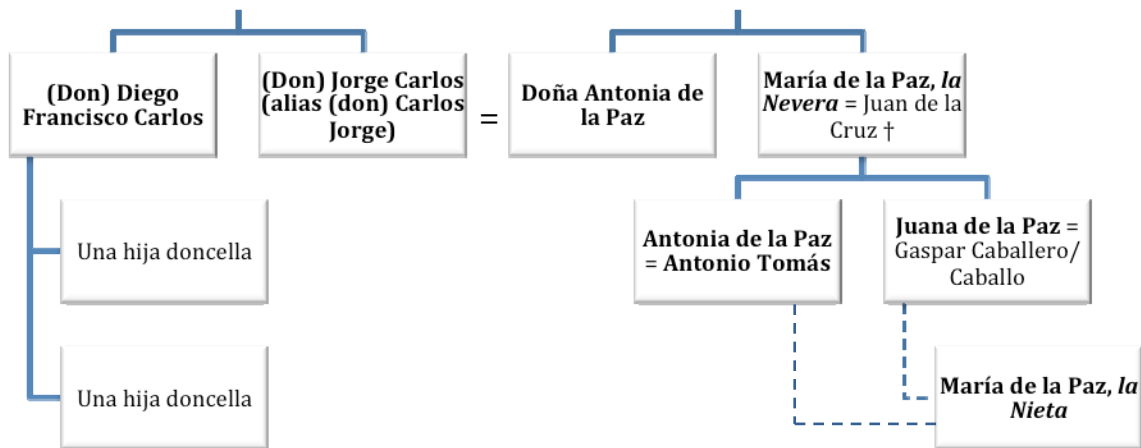 (Don) Diego
Francisco Carlos
(Don) Jorge Carlos
(alias (don) Carlos
Jorge)
=
Doña Antonia de
la Paz
María de la Paz, la
Nevera = Juan de la
Cruz †
Una hija doncella
Una hija doncella
Antonia de la Paz
= Antonio Tomás
Juana de la Paz =
Gaspar Caballero/
Caballo
María de la Paz, la
Nieta